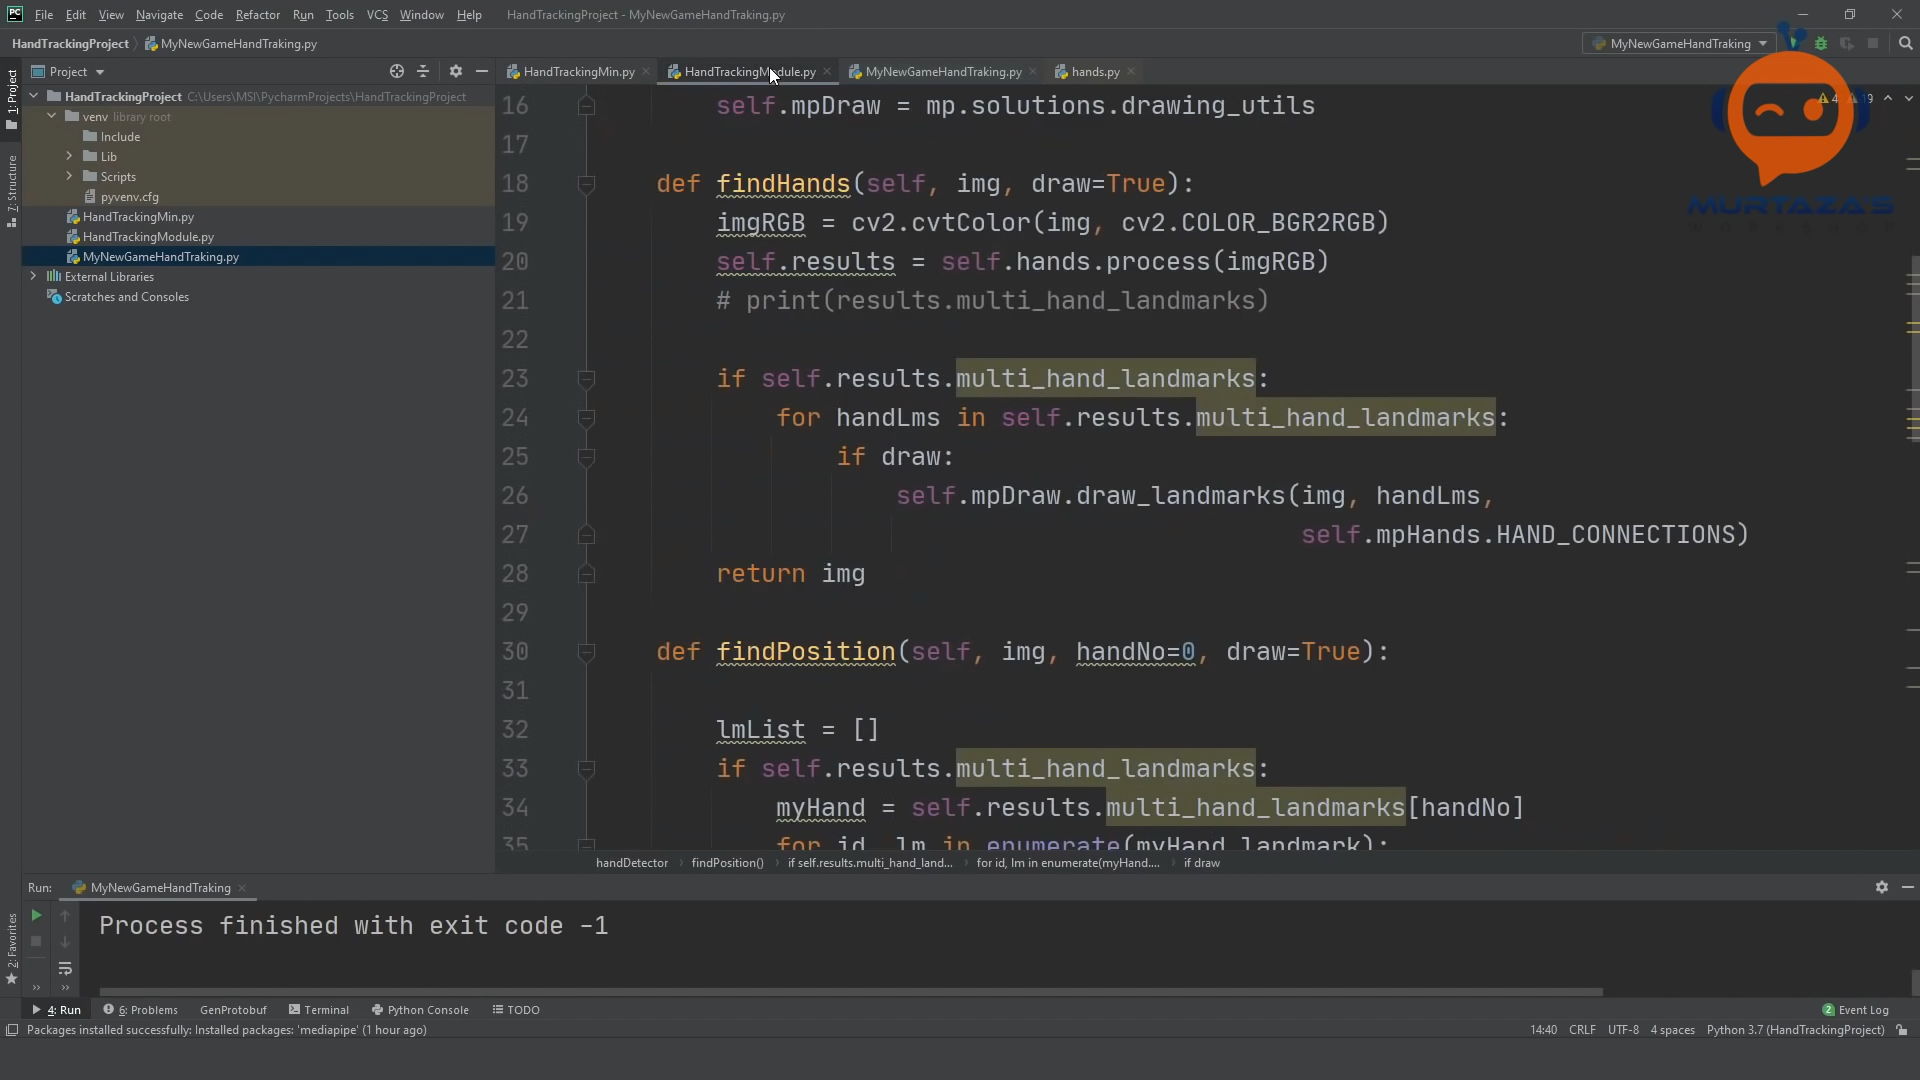 File Edit View Navigate Code Refactor Run Tools VCS Window Help HandTrackingProject - MyNewGameHandTraking.py
HandTrackingProject MyNewGameHandTraking.py MyNewGameHandTraking
Project HandTrackingMin.py HandTrackingModule.py MyNewGameHandTraking.py hands.py
1: Project
7: Structure
2: Favorites
HandTrackingProject C:\Users\MSI\PycharmProjects\HandTrackingProject
venv library root
Include
Lib
Scripts
pyvenv.cfg
HandTrackingMin.py
HandTrackingModule.py
MyNewGameHandTraking.py
External Libraries
Scratches and Consoles
4 19
MURTAZA'S
16 self.mpDraw = mp.solutions.drawing_utils
17
18 def findHands(self, img, draw=True):
19 imgRGB = cv2.cvtColor(img, cv2.COLOR_BGR2RGB)
20 self.results = self.hands.process(imgRGB)
21 # print(results.multi_hand_landmarks)
22
23 if self.results.multi_hand_landmarks:
24 for handLms in self.results.multi_hand_landmarks:
25 if draw:
26 self.mpDraw.draw_landmarks(img, handLms,
27 self.mpHands.HAND_CONNECTIONS)
28 return img
29
30 def findPosition(self, img, handNo=0, draw=True):
31
32 lmList = []
33 if self.results.multi_hand_landmarks:
34 myHand = self.results.multi_hand_landmarks[handNo]
35 for id, lm in enumerate(myHand.landmark):
handDetector findPosition() if self.results.multi_hand_land... for id, lm in enumerate(myHand.... if draw
Run: MyNewGameHandTraking
Process finished with exit code -1
4: Run 6: Problems GenProtobuf Terminal Python Console TODO 2 Event Log
Packages installed successfully: Installed packages: 'mediapipe' (1 hour ago) 14:40 CRLF UTF-8 4 spaces Python 3.7 (HandTrackingProject)